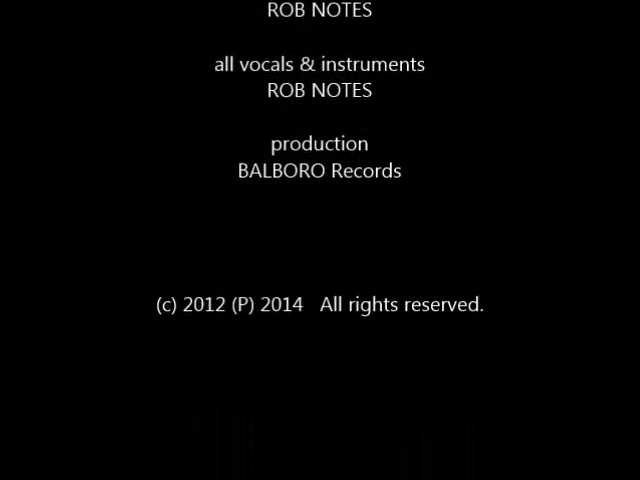 ROB NOTES
all vocals & instruments
ROB NOTES
production
BALBORO Records
(c) 2012 (P) 2014 All rights reserved.